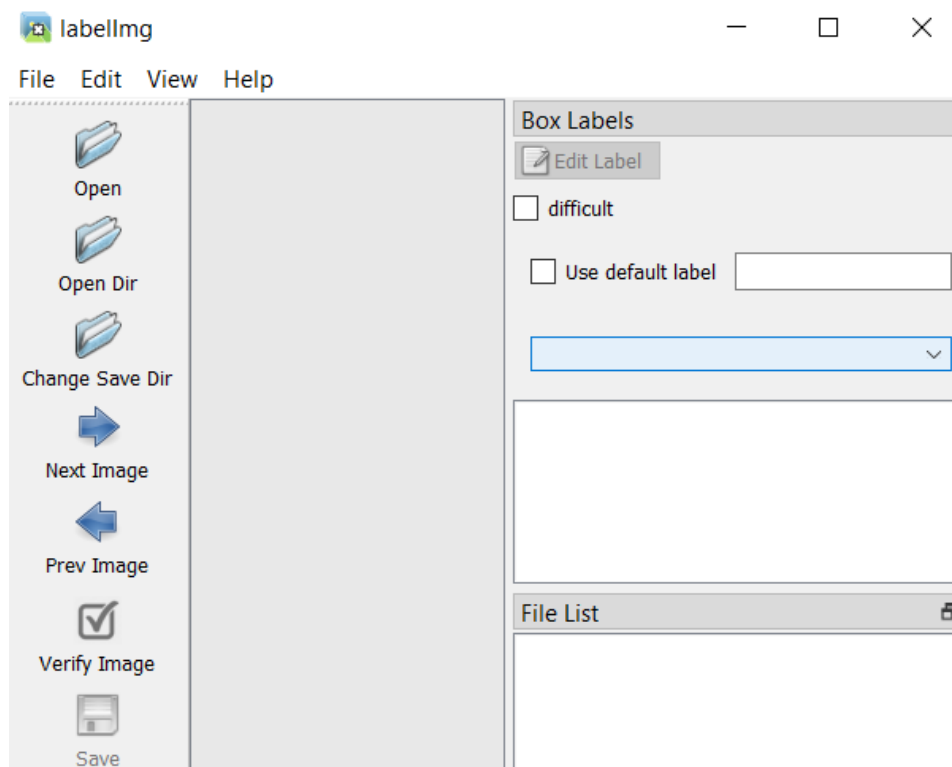 labelImg
File Edit View Help
Open
Open Dir
Change Save Dir
Next Image
Prev Image
Verify Image
Save
Box Labels
Edit Label
difficult
Use default label
File List